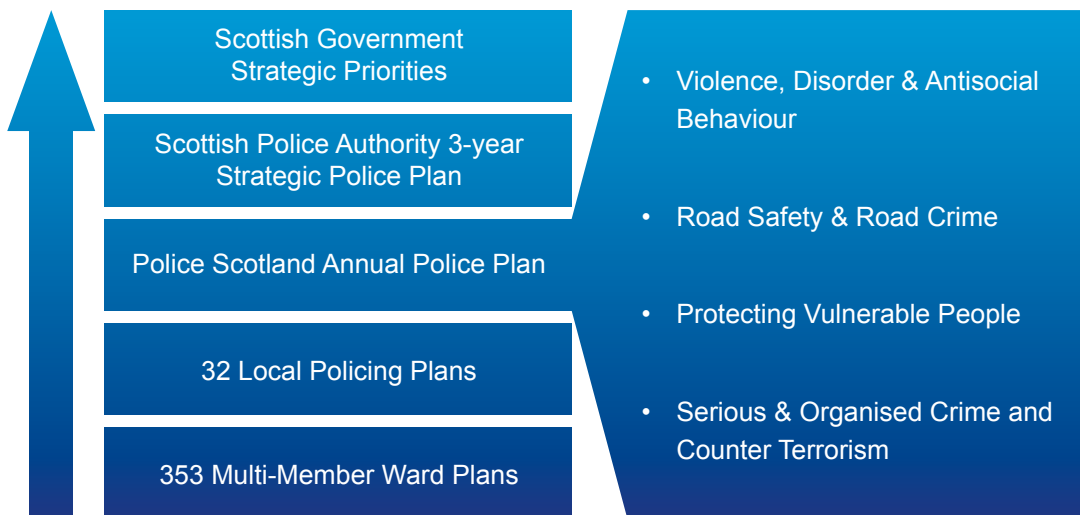 Scottish Government
Strategic Priorities
Scottish Police Authority 3-year
Strategic Police Plan
Police Scotland Annual Police Plan
32 Local Policing Plans
353 Multi-Member Ward Plans
• Violence, Disorder & Antisocial
Behaviour
• Road Safety & Road Crime
• Protecting Vulnerable People
• Serious & Organised Crime and
Counter Terrorism